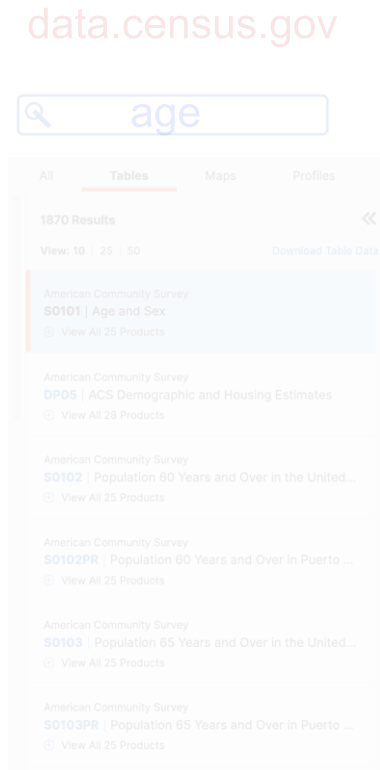 data.census.gov
age
All Tables Maps Profiles
1870 Results
View: 10 25 50 Download Table Data
American Community Survey
S0101 | Age and Sex
View All 25 Products
American Community Survey
DP05 | ACS Demographic and Housing Estimates
View All 28 Products
American Community Survey
S0102 | Population 60 Years and Over in the United...
View All 25 Products
American Community Survey
S0102PR | Population 60 Years and Over in Puerto ...
View All 25 Products
American Community Survey
S0103 | Population 65 Years and Over in the United...
View All 25 Products
American Community Survey
S0103PR | Population 65 Years and Over in Puerto ...
View All 25 Products